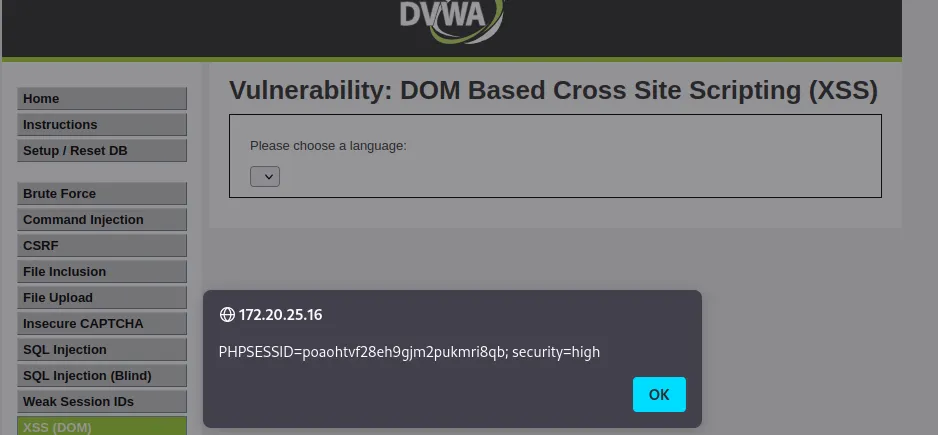 DVWA
Vulnerability: DOM Based Cross Site Scripting (XSS)
Home
Instructions
Setup / Reset DB
Brute Force
Command Injection
CSRF
File Inclusion
File Upload
Insecure CAPTCHA
SQL Injection
SQL Injection (Blind)
Weak Session IDs
XSS (DOM)
Please choose a language:
172.20.25.16
PHPSESSID=poaohtvf28eh9gjm2pukmri8qb; security=high
OK